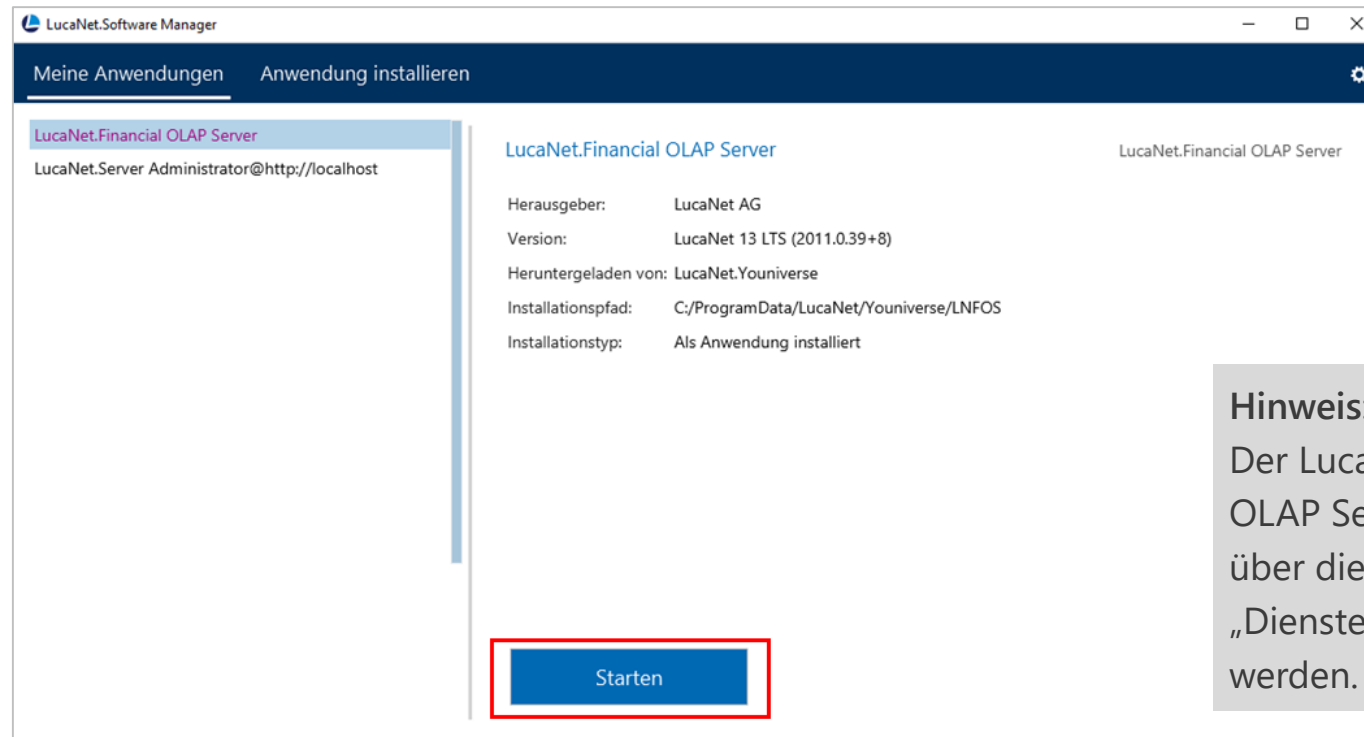 LucaNet.Software Manager
Meine Anwendungen Anwendung installieren
LucaNet.Financial OLAP Server
LucaNet.Server Administrator@http://localhost
LucaNet.Financial OLAP Server LucaNet.Financial OLAP Server
Herausgeber: LucaNet AG
Version: LucaNet 13 LTS (2011.0.39+8)
Heruntergeladen von: LucaNet.Youniverse
Installationspfad: C:/ProgramData/LucaNet/Youniverse/LNFOS
Installationstyp: Als Anwendung installiert
Starten
Hinweis:
Der Luca
OLAP Se
über die
„Dienste
werden.